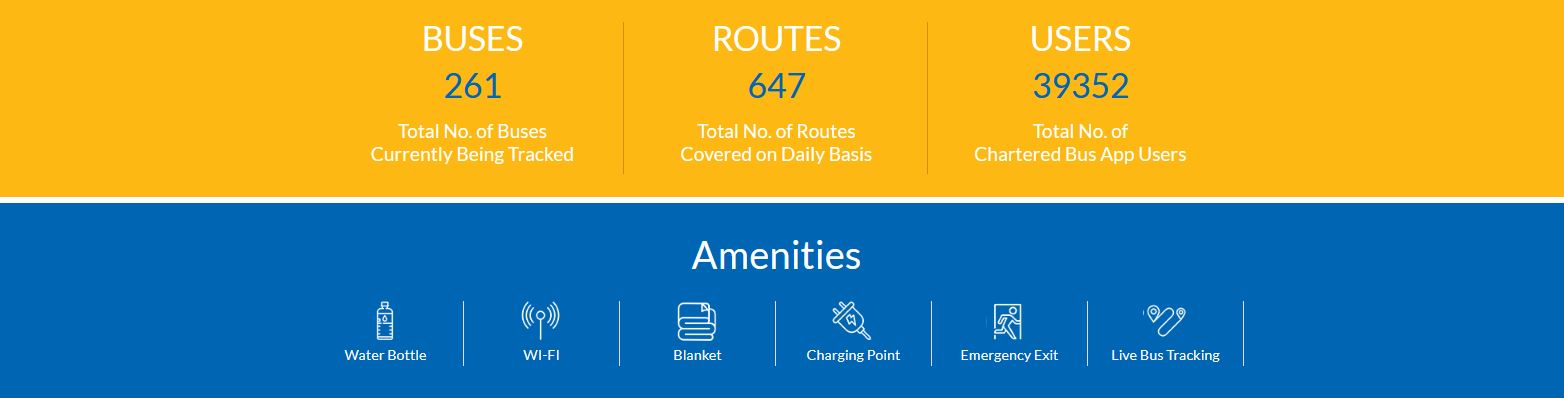 BUSES
261
Total No. of Buses
Currently Being Tracked
ROUTES
647
Total No. of Routes
Covered on Daily Basis
USERS
39352
Total No. of
Chartered Bus App Users
Amenities
Water Bottle
WI-FI
Blanket
Charging Point
Emergency Exit
Live Bus Tracking